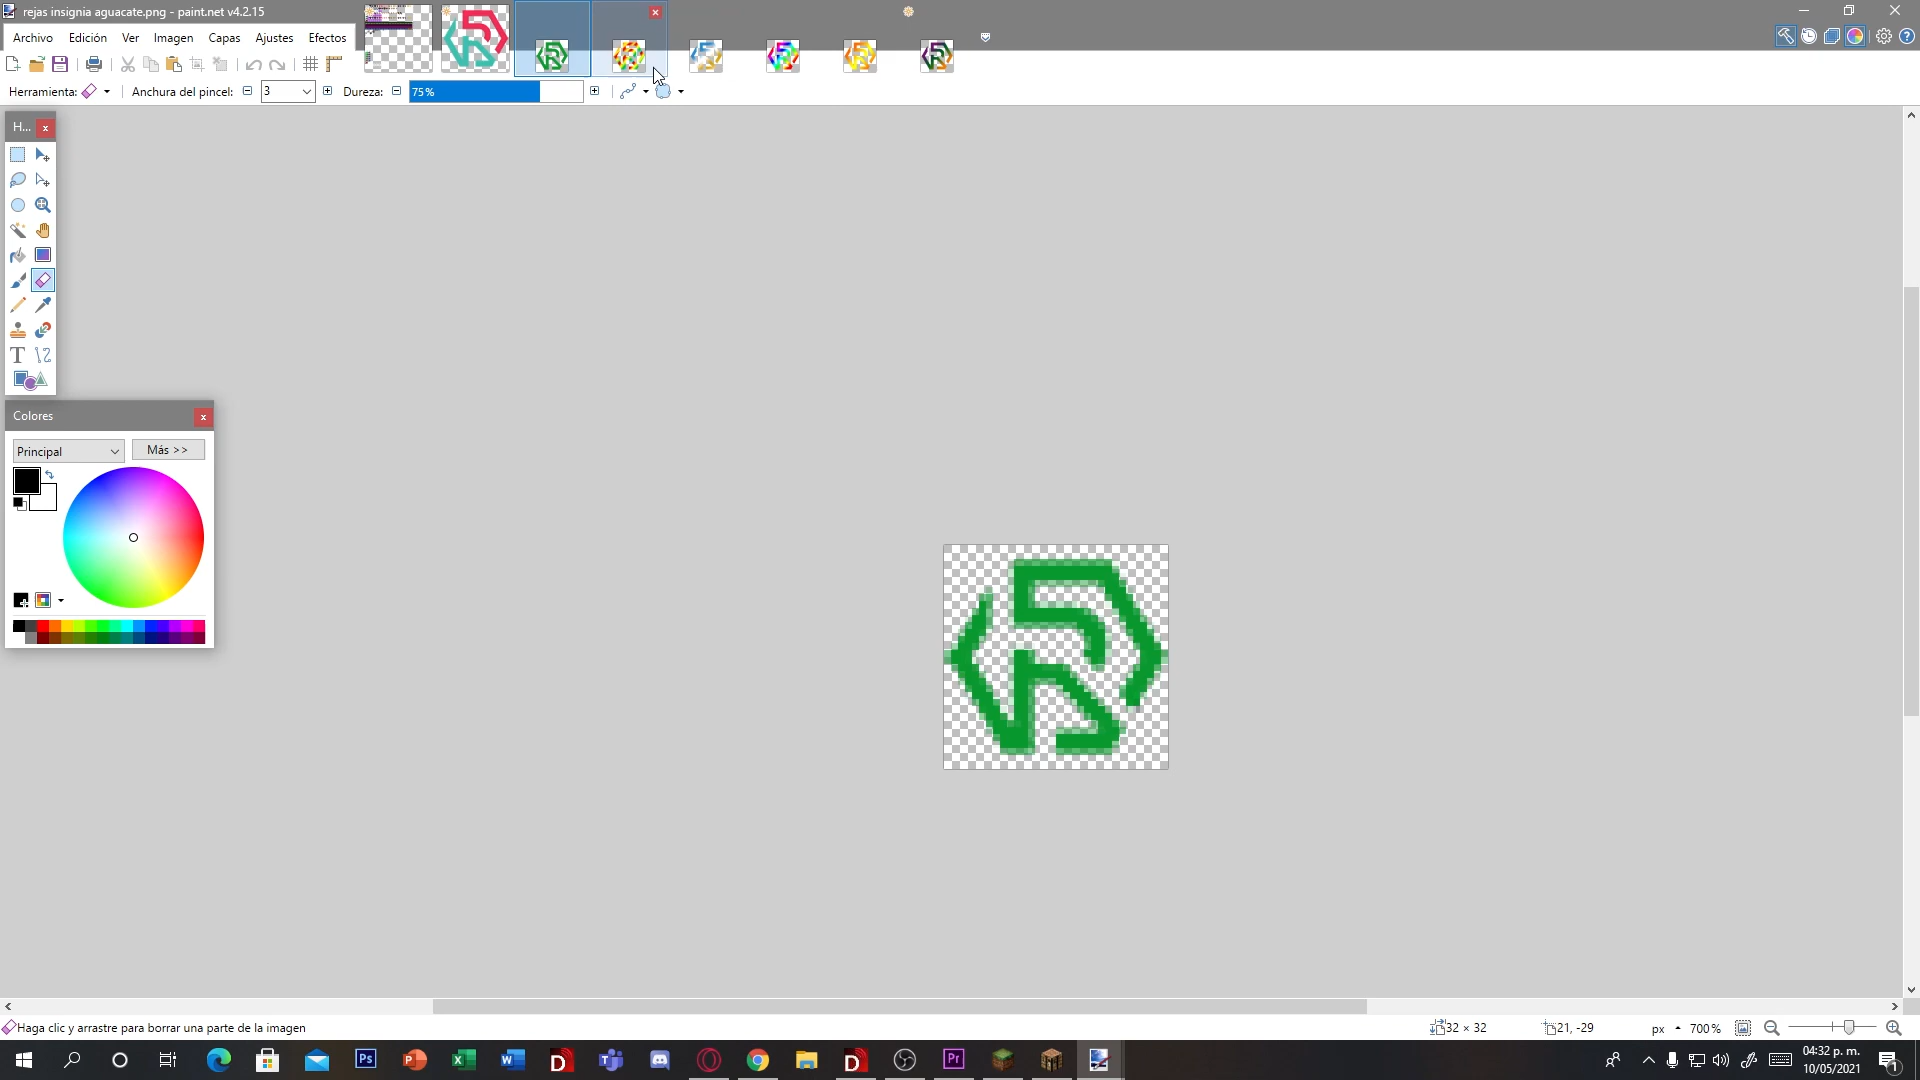 rejas insignia aguacate.png - paint.net v4.2.15
Archivo Edición Ver Imagen Capas Ajustes Efectos
Herramienta: Anchura del pincel: 3 Dureza: 75%
H...
Colores
Principal Más >>
Haga clic y arrastre para borrar una parte de la imagen
32 × 32
21, -29
px 700%
04:32 p. m.
10/05/2021